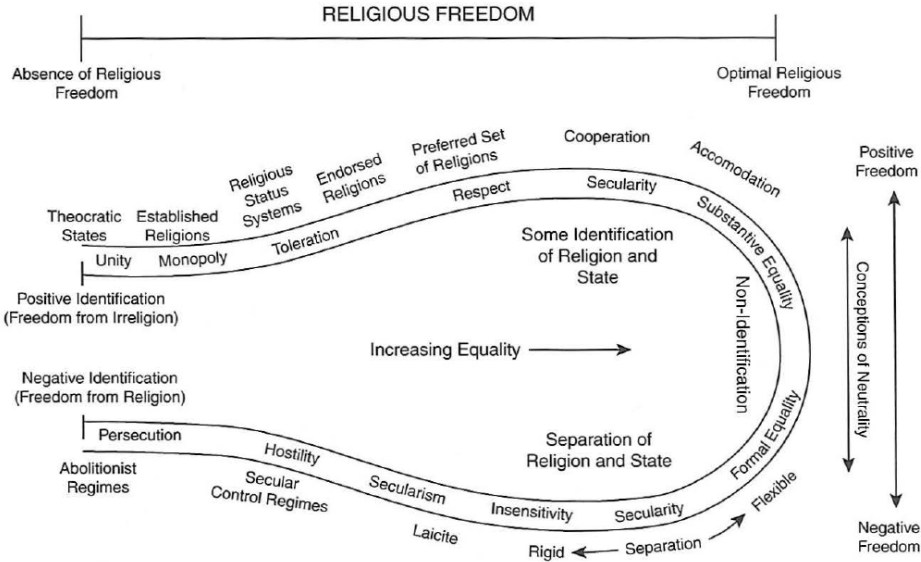 RELIGIOUS FREEDOM
Absence of Religious
Freedom
Optimal Religious
Freedom
Theocratic
States
Established
Religions
Religious
Status
Systems
Endorsed
Religions
Preferred Set
of Religions
Cooperation
Accomodation
Positive
Freedom
Unity
Monopoly
Toleration
Respect
Secularity
Substantive Equality
Positive Identification
(Freedom from Irreligion)
Some Identification
of Religion and
State
Non-Identification
Conceptions of Neutrality
Increasing Equality
Negative Identification
(Freedom from Religion)
Separation of
Religion and State
Persecution
Hostility
Secularism
Insensitivity
Secularity
Formal Equality
Abolitionist
Regimes
Secular
Control Regimes
Laicite
Rigid
Separation
Flexible
Negative
Freedom